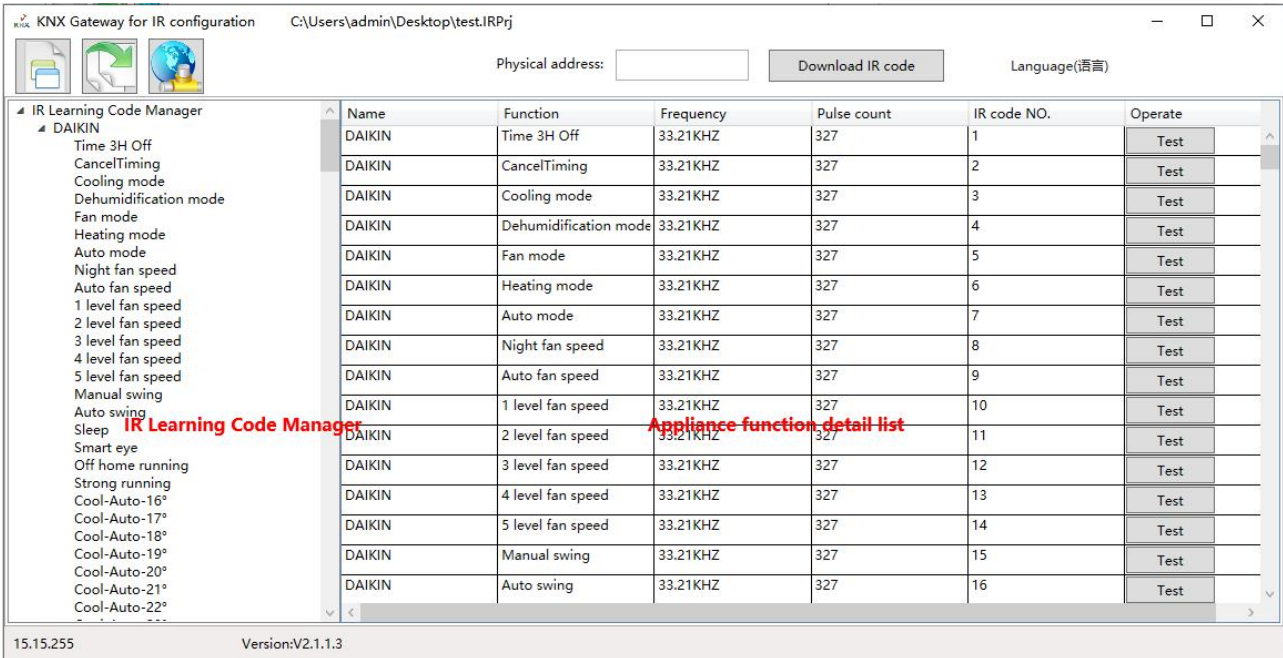 KNX KNX Gateway for IR configuration C:\Users\admin\Desktop\test.IRPrj
Physical address: Download IR code Language(语言)
IR Learning Code Manager
DAIKIN
Time 3H Off
CancelTiming
Cooling mode
Dehumidification mode
Fan mode
Heating mode
Auto mode
Night fan speed
Auto fan speed
1 level fan speed
2 level fan speed
3 level fan speed
4 level fan speed
5 level fan speed
Manual swing
Auto swing
Sleep
Smart eye
Off home running
Strong running
Cool-Auto-16°
Cool-Auto-17°
Cool-Auto-18°
Cool-Auto-19°
Cool-Auto-20°
Cool-Auto-21°
Cool-Auto-22°
IR Learning Code Manager
Name Function Frequency Pulse count IR code NO. Operate
DAIKIN Time 3H Off 33.21KHZ 327 1 Test
DAIKIN CancelTiming 33.21KHZ 327 2 Test
DAIKIN Cooling mode 33.21KHZ 327 3 Test
DAIKIN Dehumidification mode 33.21KHZ 327 4 Test
DAIKIN Fan mode 33.21KHZ 327 5 Test
DAIKIN Heating mode 33.21KHZ 327 6 Test
DAIKIN Auto mode 33.21KHZ 327 7 Test
DAIKIN Night fan speed 33.21KHZ 327 8 Test
DAIKIN Auto fan speed 33.21KHZ 327 9 Test
DAIKIN 1 level fan speed 33.21KHZ 327 10 Test
Appliance function detail list
DAIKIN 2 level fan speed 33.21KHZ 327 11 Test
DAIKIN 3 level fan speed 33.21KHZ 327 12 Test
DAIKIN 4 level fan speed 33.21KHZ 327 13 Test
DAIKIN 5 level fan speed 33.21KHZ 327 14 Test
DAIKIN Manual swing 33.21KHZ 327 15 Test
DAIKIN Auto swing 33.21KHZ 327 16 Test
15.15.255 Version:V2.1.1.3